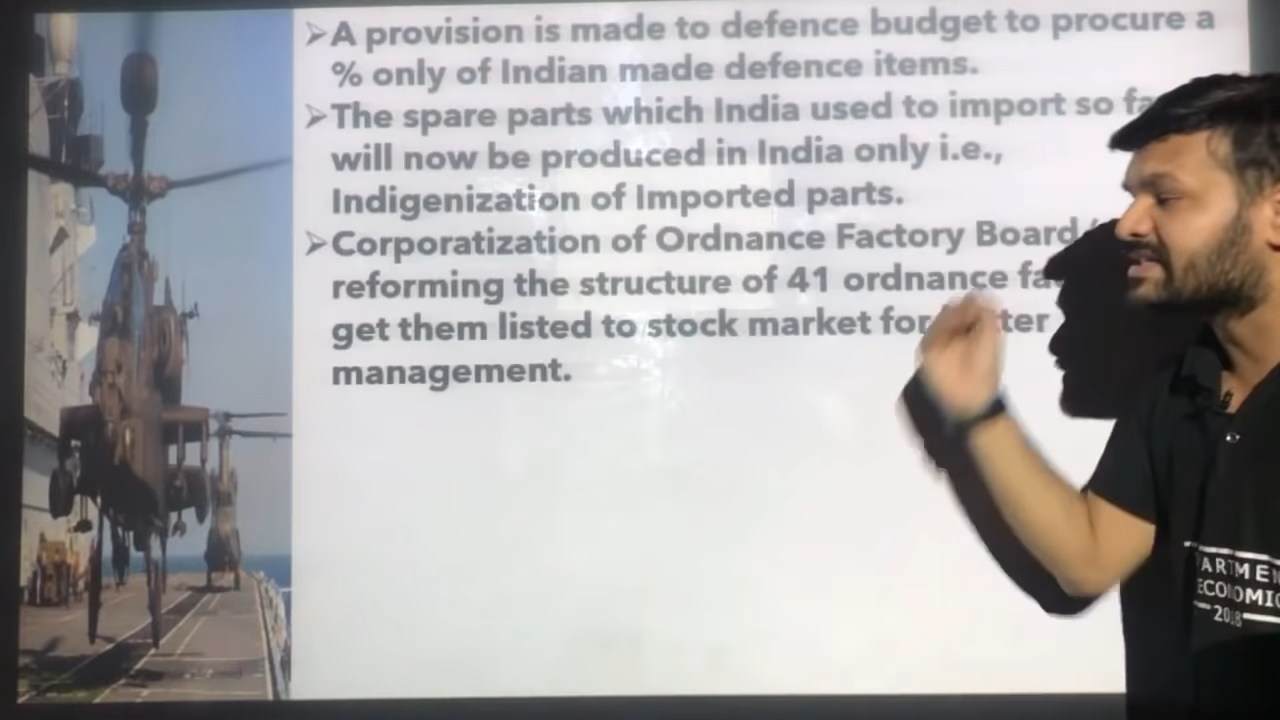 ➢A provision is made to defence budget to procure a
% only of Indian made defence items.
➢The spare parts which India used to import so
will now be produced in India only i.e.,
Indigenization of Imported parts.
➢Corporatization of Ordnance Factory Board
reforming the structure of 41 ordnance
get them listed to stock market for
management.
2018